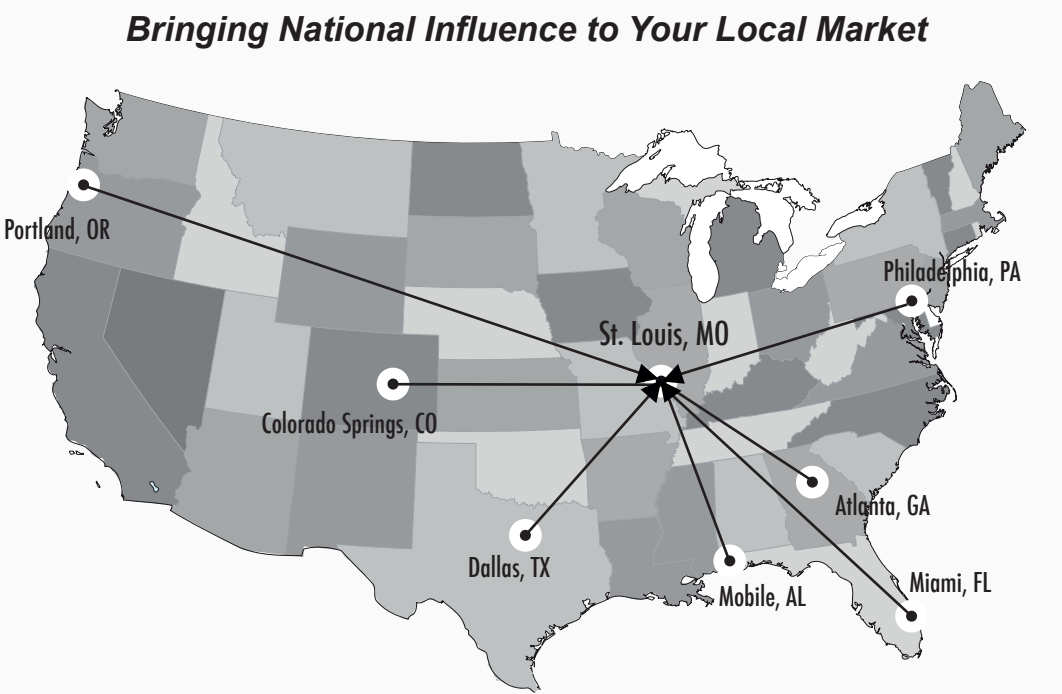 Bringing National Influence to Your Local Market
Portland, OR
Philadelphia, PA
St. Louis, MO
Colorado Springs, CO
Atlanta, GA
Dallas, TX
Miami, FL
Mobile, AL